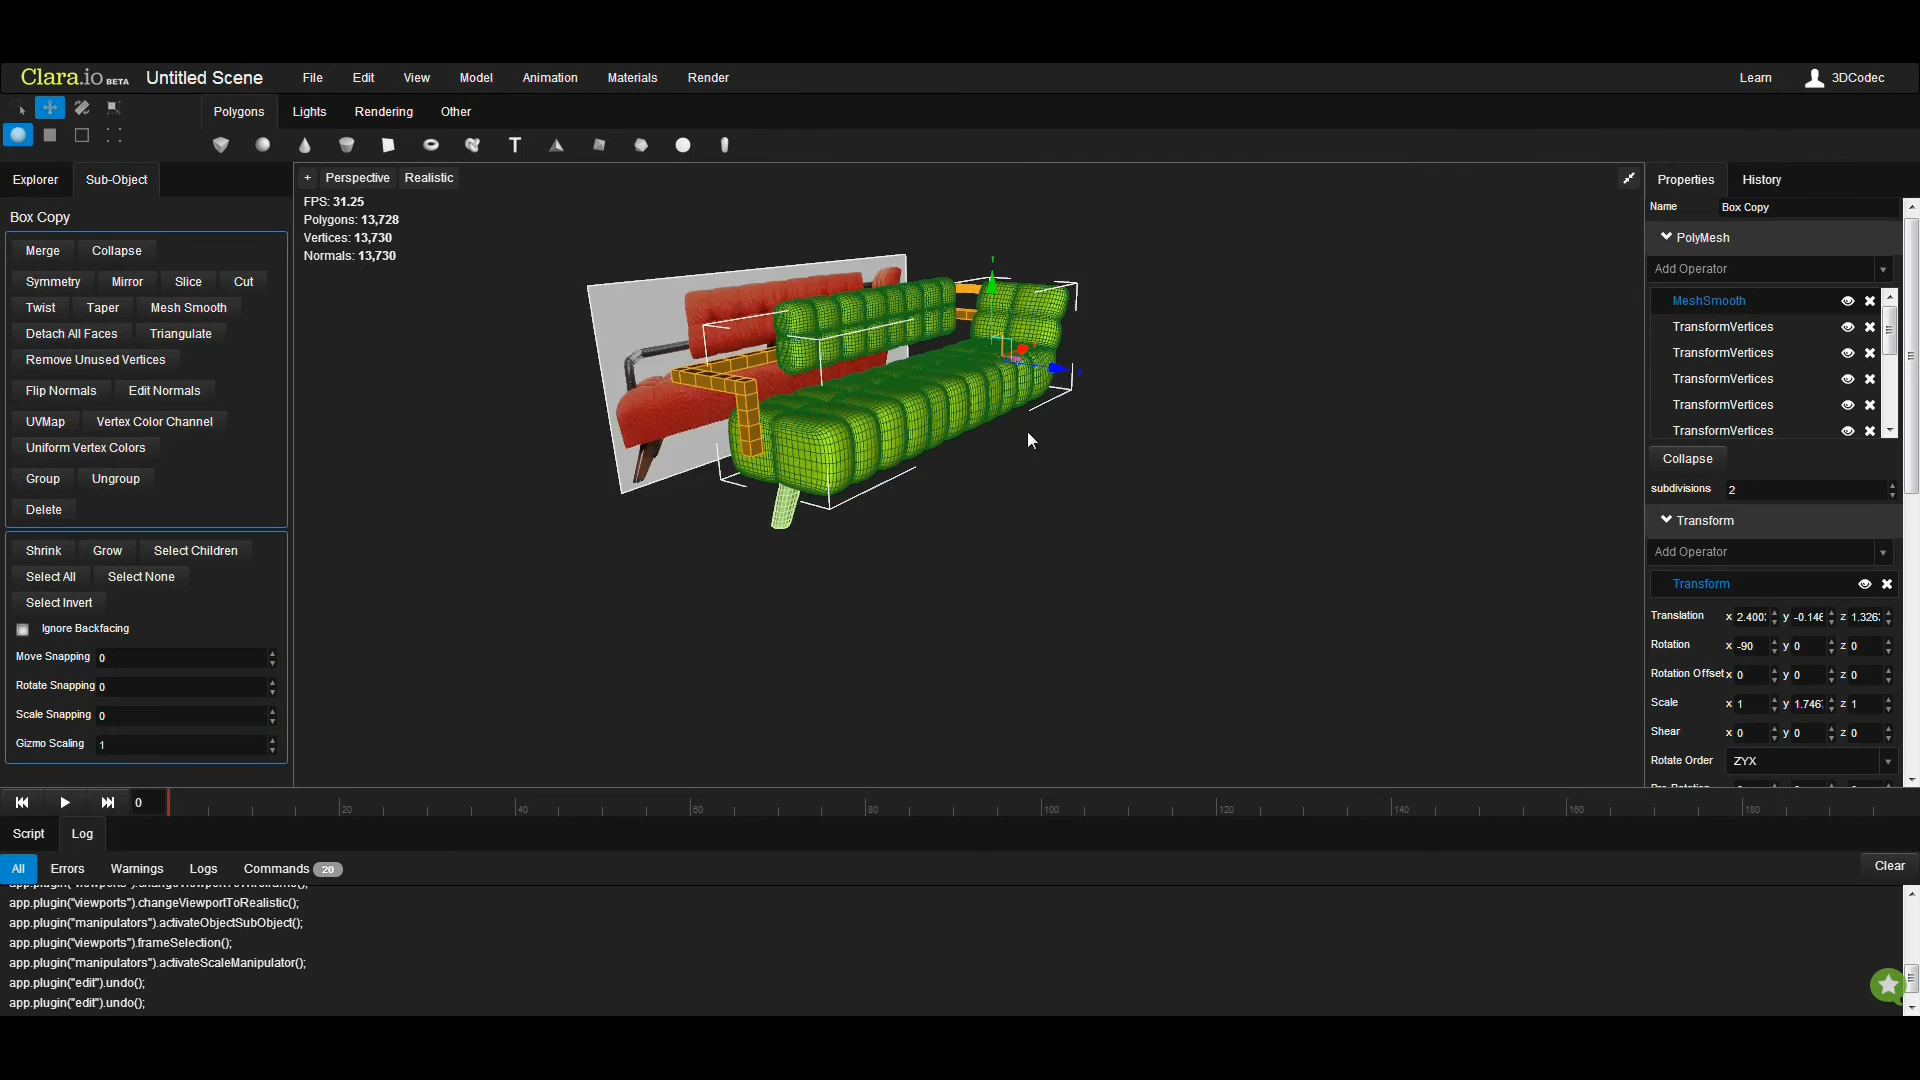 Clara.io BETA Untitled Scene File Edit View Model Animation Materials Render Learn 3DCodec
Polygons Lights Rendering Other
Explorer Sub-Object
+ Perspective Realistic
Properties History
FPS: 31.25
Polygons: 13,728
Vertices: 13,730
Normals: 13,730
Box Copy
Merge Collapse
Symmetry Mirror Slice Cut
Twist Taper Mesh Smooth
Detach All Faces Triangulate
Remove Unused Vertices
Flip Normals Edit Normals
UVMap Vertex Color Channel
Uniform Vertex Colors
Group Ungroup
Delete
Shrink Grow Select Children
Select All Select None
Select Invert
Ignore Backfacing
Move Snapping 0
Rotate Snapping 0
Scale Snapping 0
Gizmo Scaling 1
Name Box Copy
PolyMesh
Add Operator
MeshSmooth
TransformVertices
TransformVertices
TransformVertices
TransformVertices
TransformVertices
Collapse
subdivisions 2
Transform
Add Operator
Transform
Translation x 2.400 y -0.146 z 1.326
Rotation x -90 y 0 z 0
Rotation Offset x 0 y 0 z 0
Scale x 1 y 1.746 z 1
Shear x 0 y 0 z 0
Rotate Order ZYX
0 20 40 60 80 100 120 140 160 180
Script Log
All Errors Warnings Logs Commands 20 Clear
app.plugin("viewports").changeViewportToRealistic();
app.plugin("manipulators").activateObjectSubObject();
app.plugin("viewports").frameSelection();
app.plugin("manipulators").activateScaleManipulator();
app.plugin("edit").undo();
app.plugin("edit").undo();